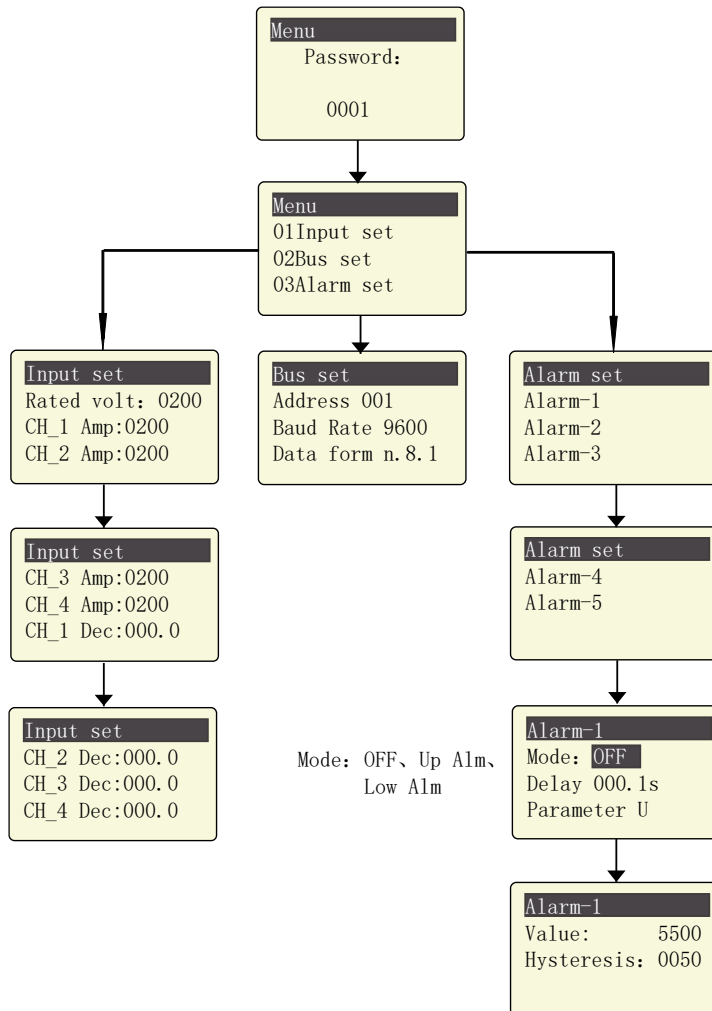 Menu
Password:
0001
Menu
01Input set
02Bus set
03Alarm set
Input set
Rated volt: 0200
CH_1 Amp:0200
CH_2 Amp:0200
Input set
CH_3 Amp:0200
CH_4 Amp:0200
CH_1 Dec:000.0
Input set
CH_2 Dec:000.0
CH_3 Dec:000.0
CH_4 Dec:000.0
Bus set
Address 001
Baud Rate 9600
Data form n.8.1
Alarm set
Alarm-1
Alarm-2
Alarm-3
Alarm set
Alarm-4
Alarm-5
Mode: OFF、Up Alm、
Low Alm
Alarm-1
Mode: OFF
Delay 000.1s
Parameter U
Alarm-1
Value: 5500
Hysteresis: 0050